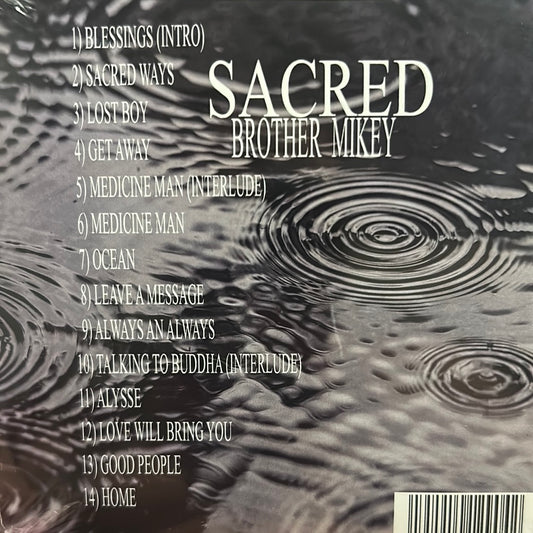 1) BLESSINGS (INTRO)
2) SACRED WAYS
3) LOST BOY
4) GET AWAY
5) MEDICINE MAN (INTERLUDE)
6) MEDICINE MAN
7) OCEAN
8) LEAVE A MESSAGE
9) ALWAYS AN ALWAYS
10) TALKING TO BUDDHA (INTERLUDE)
11) ALYSSE
12) LOVE WILL BRING YOU
13) GOOD PEOPLE
14) HOME
SACRED
BROTHER MIKEY